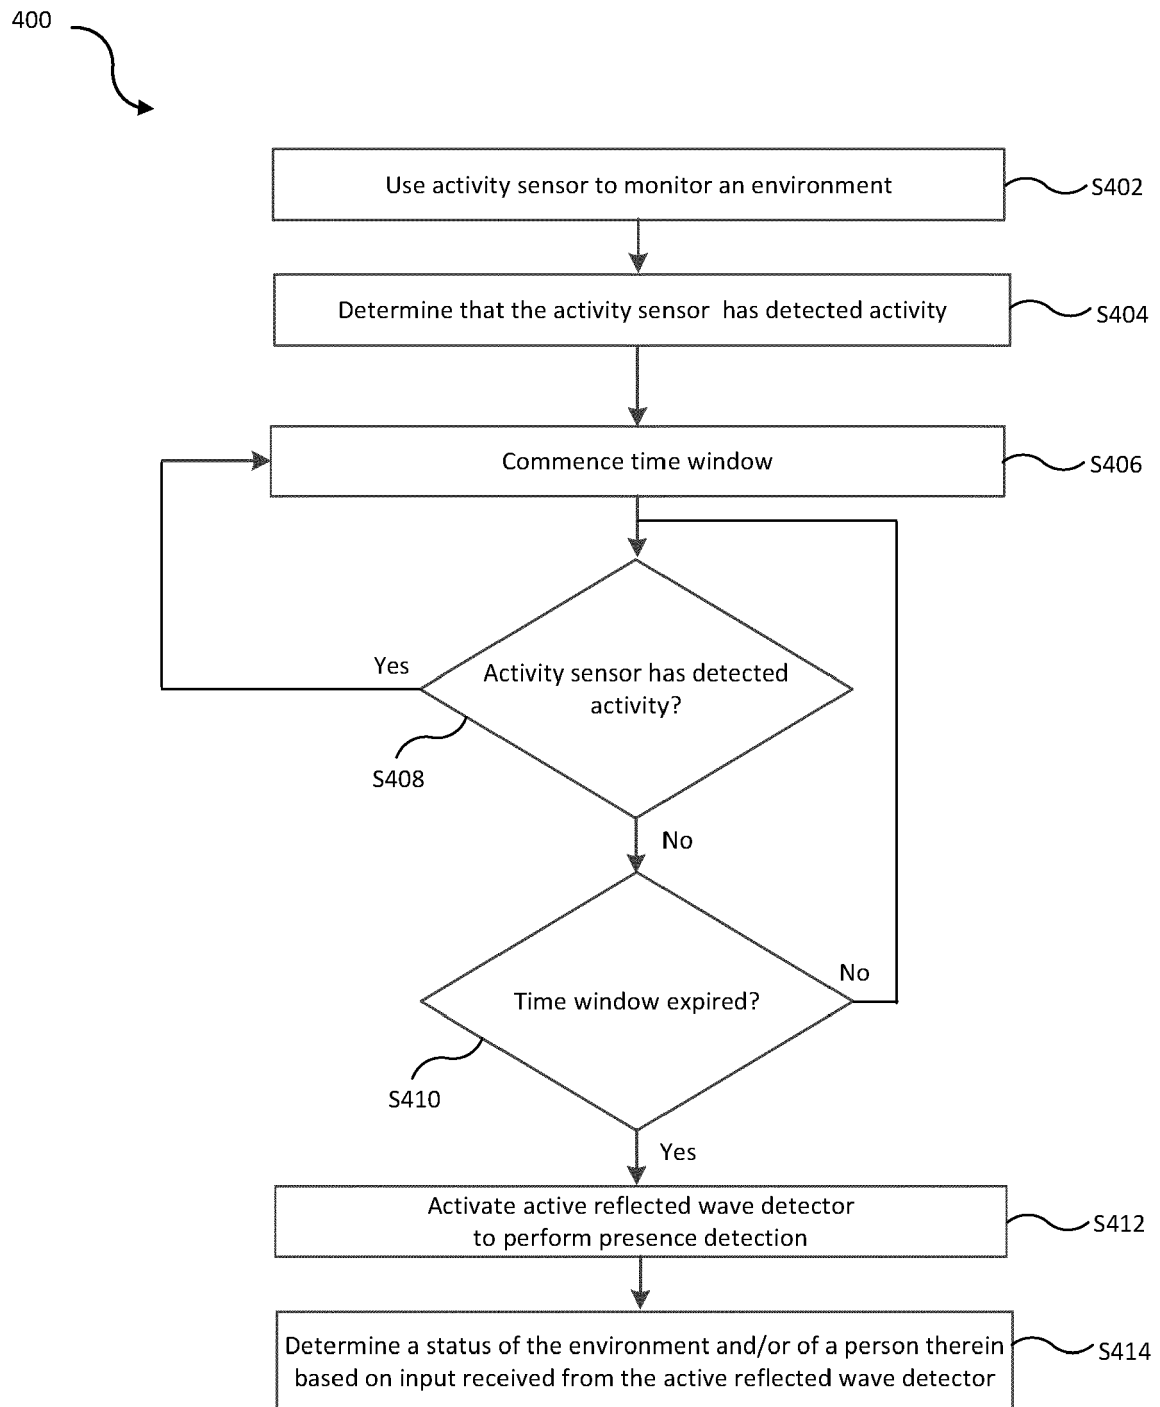 400
Use activity sensor to monitor an environment
S402
Determine that the activity sensor has detected activity
S404
Commence time window
S406
Yes
Activity sensor has detected
activity?
S408
No
No
Time window expired?
S410
Yes
Activate active reflected wave detector
to perform presence detection
S412
Determine a status of the environment and/or of a person therein
based on input received from the active reflected wave detector
S414